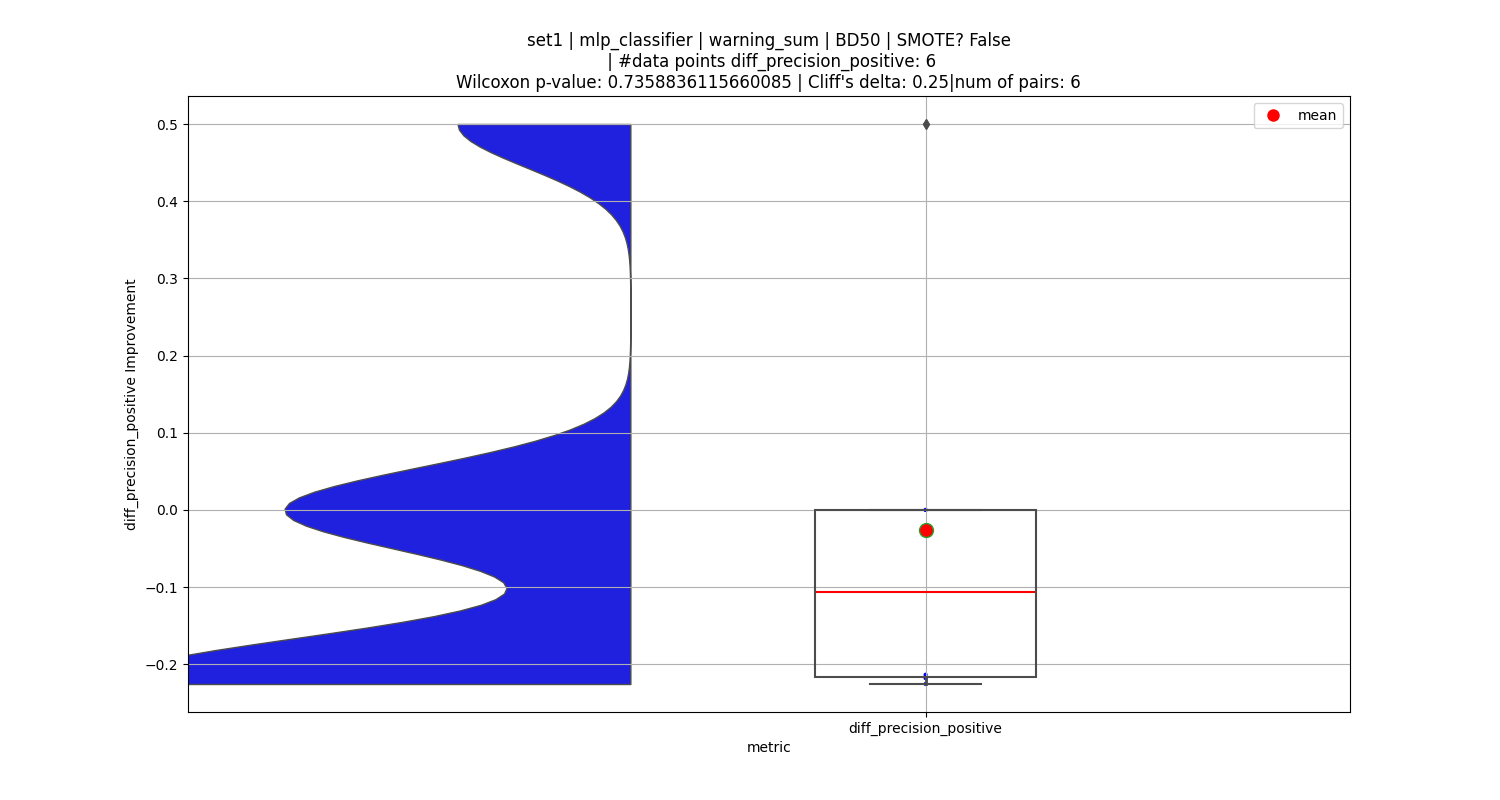 set1 | mlp_classifier | warning_sum | BD50 | SMOTE? False
| #data points diff_precision_positive: 6
Wilcoxon p-value: 0.7358836115660085 | Cliff's delta: 0.25|num of pairs: 6
mean
0.5
0.4
0.3
0.2
0.1
0.0
−0.1
−0.2
diff_precision_positive Improvement
diff_precision_positive
metric